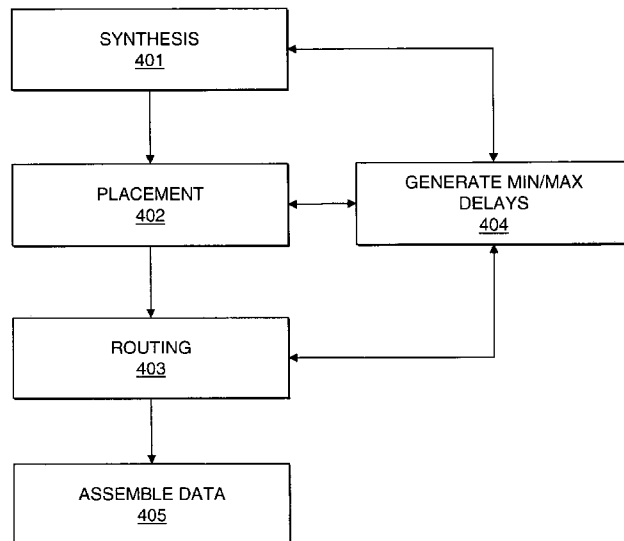 SYNTHESIS
401
PLACEMENT
402
GENERATE MIN/MAX
DELAYS
404
ROUTING
403
ASSEMBLE DATA
405